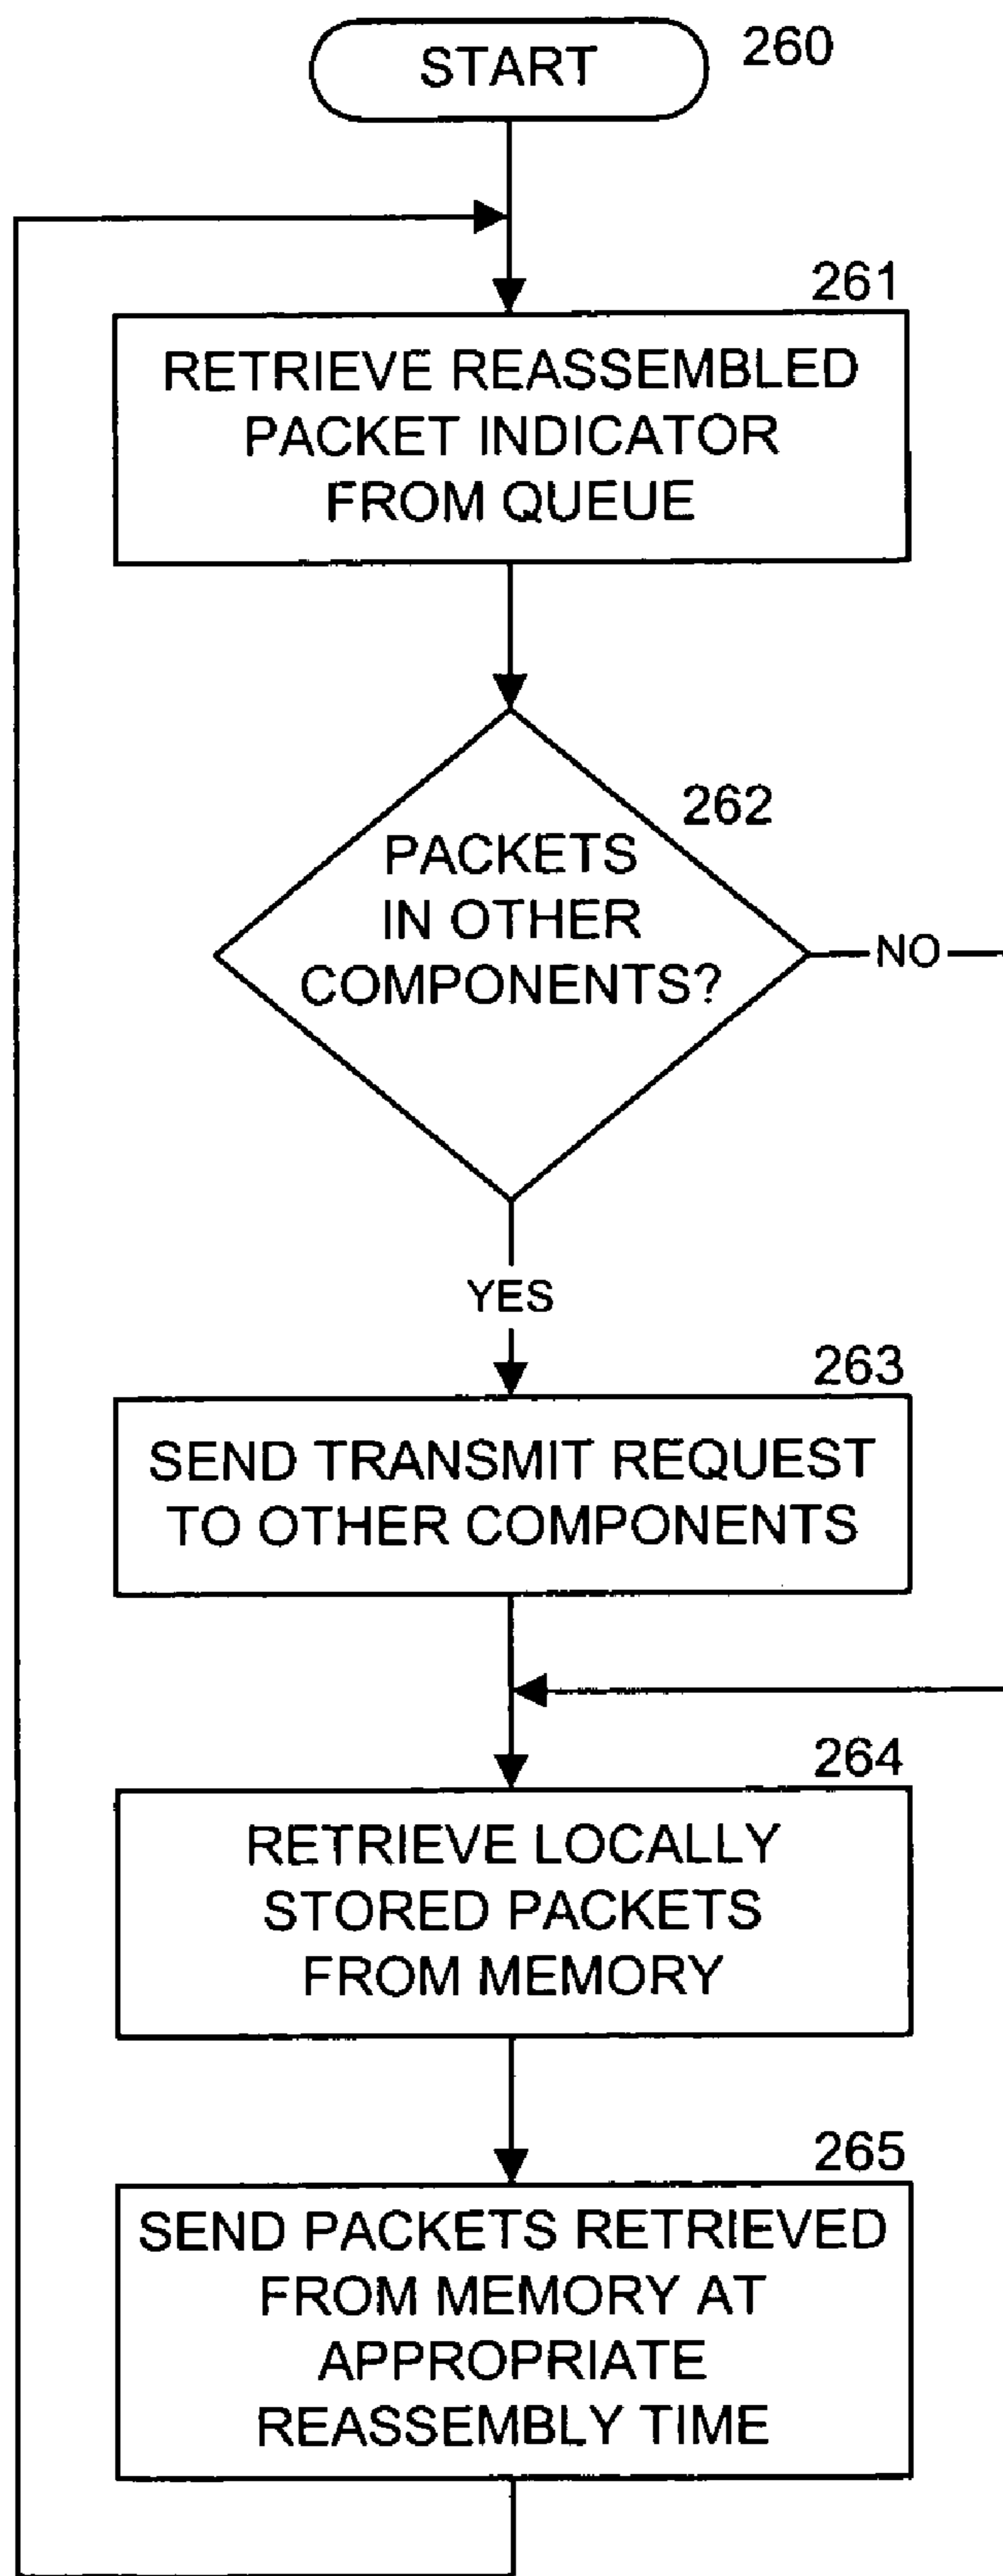 START
260
261
RETRIEVE REASSEMBLED
PACKET INDICATOR
FROM QUEUE
262
PACKETS
IN OTHER
COMPONENTS?
NO
YES
263
SEND TRANSMIT REQUEST
TO OTHER COMPONENTS
264
RETRIEVE LOCALLY
STORED PACKETS
FROM MEMORY
265
SEND PACKETS RETRIEVED
FROM MEMORY AT
APPROPRIATE
REASSEMBLY TIME